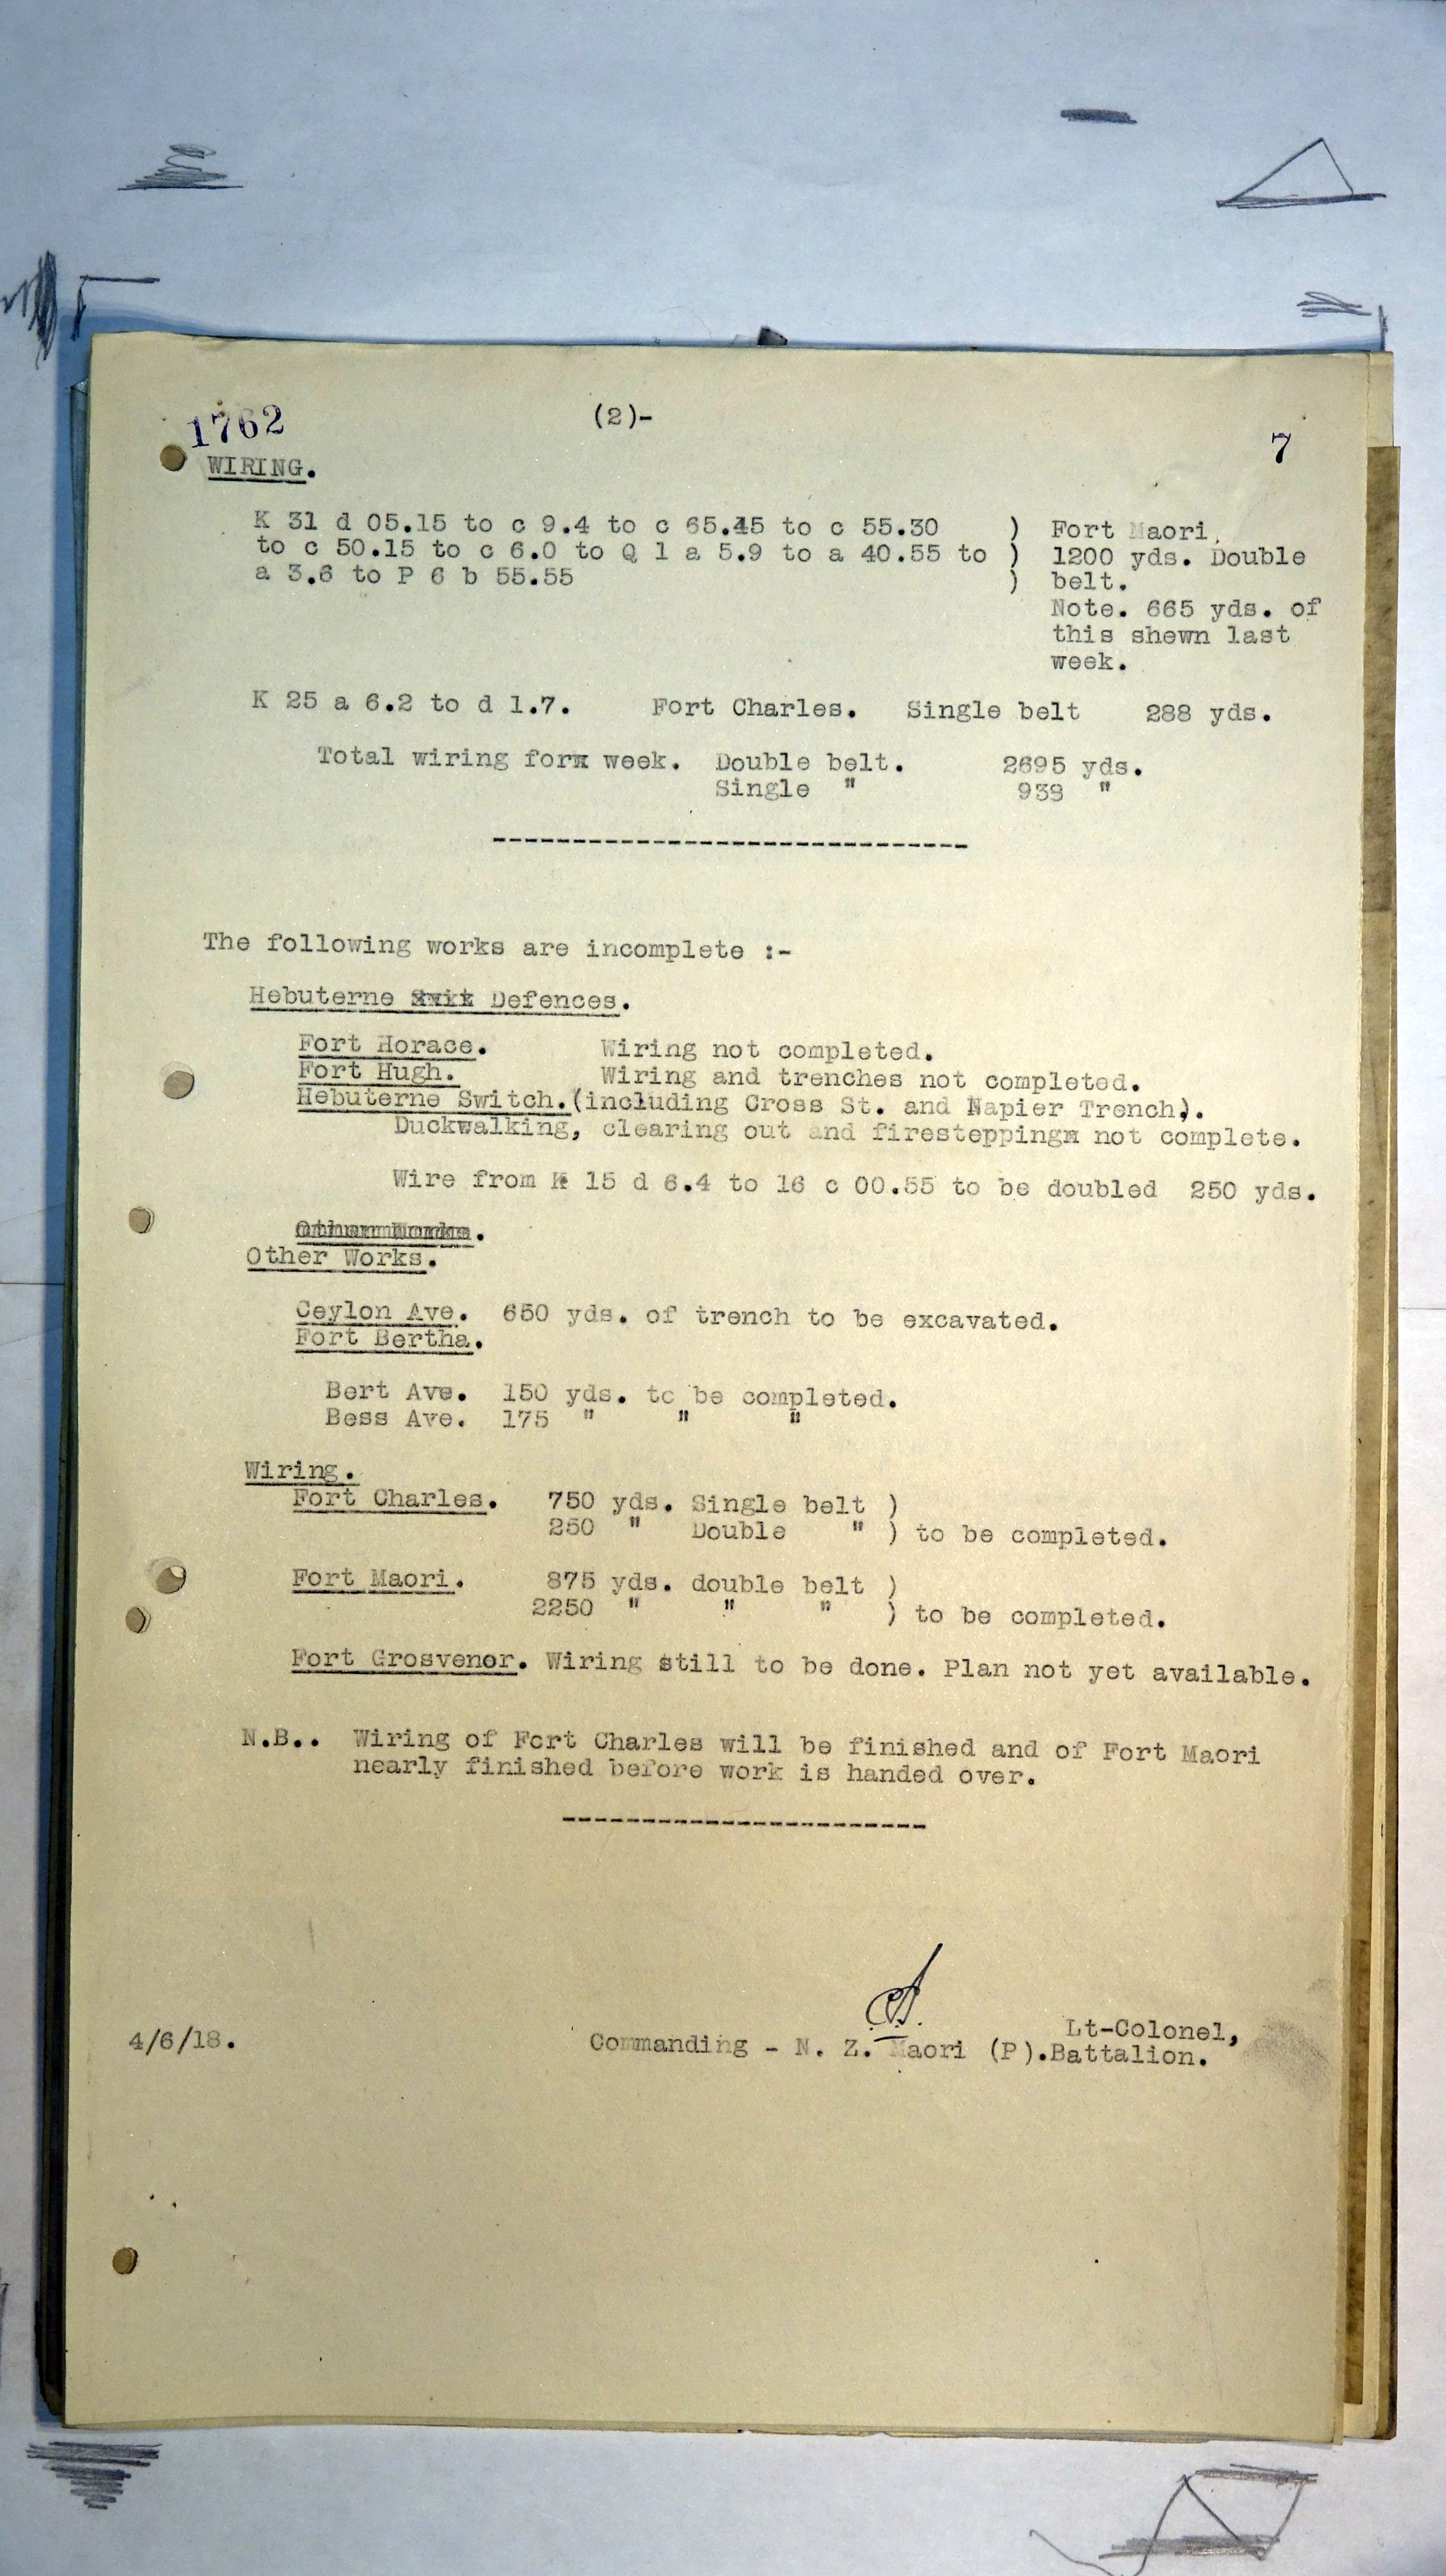 1762
(2)-
7
WIRING.
K 31 d 05.15 to c 9.4 to c 65.45 to c 55.30 ) Fort Maori,
to c 50.15 to c 6.0 to Q 1 a 5.9 to a 40.55 to ) 1200 yds. Double
a 3.6 to P 6 b 55.55 ) belt.
Note. 665 yds. of
this shewn last
week.
K 25 a 6.2 to d 1.7. Fort Charles. Single belt 288 yds.
Total wiring forx week. Double belt. 2695 yds.
Single " 938 "
------------------------------
The following works are incomplete :-
Hebuterne Defences.
Fort Horace. Wiring not completed.
Fort Hugh. Wiring and trenches not completed.
Hebuterne Switch.(including Cross St. and Napier Trench).
Duckwalking, clearing out and firesteppingx not complete.
Wire from K 15 d 6.4 to 16 c 00.55 to be doubled 250 yds.
Other Works.
Ceylon Ave. 650 yds. of trench to be excavated.
Fort Bertha.
Bert Ave. 150 yds. to be completed.
Bess Ave. 175 " " "
Wiring.
Fort Charles. 750 yds. Single belt )
250 " Double " ) to be completed.
Fort Maori. 875 yds. double belt )
2250 " " " ) to be completed.
Fort Grosvenor. Wiring still to be done. Plan not yet available.
N.B.. Wiring of Fort Charles will be finished and of Fort Maori
nearly finished before work is handed over.
-----------------------
Lt-Colonel,
4/6/18. Commanding - N. Z. Maori (P).Battalion.